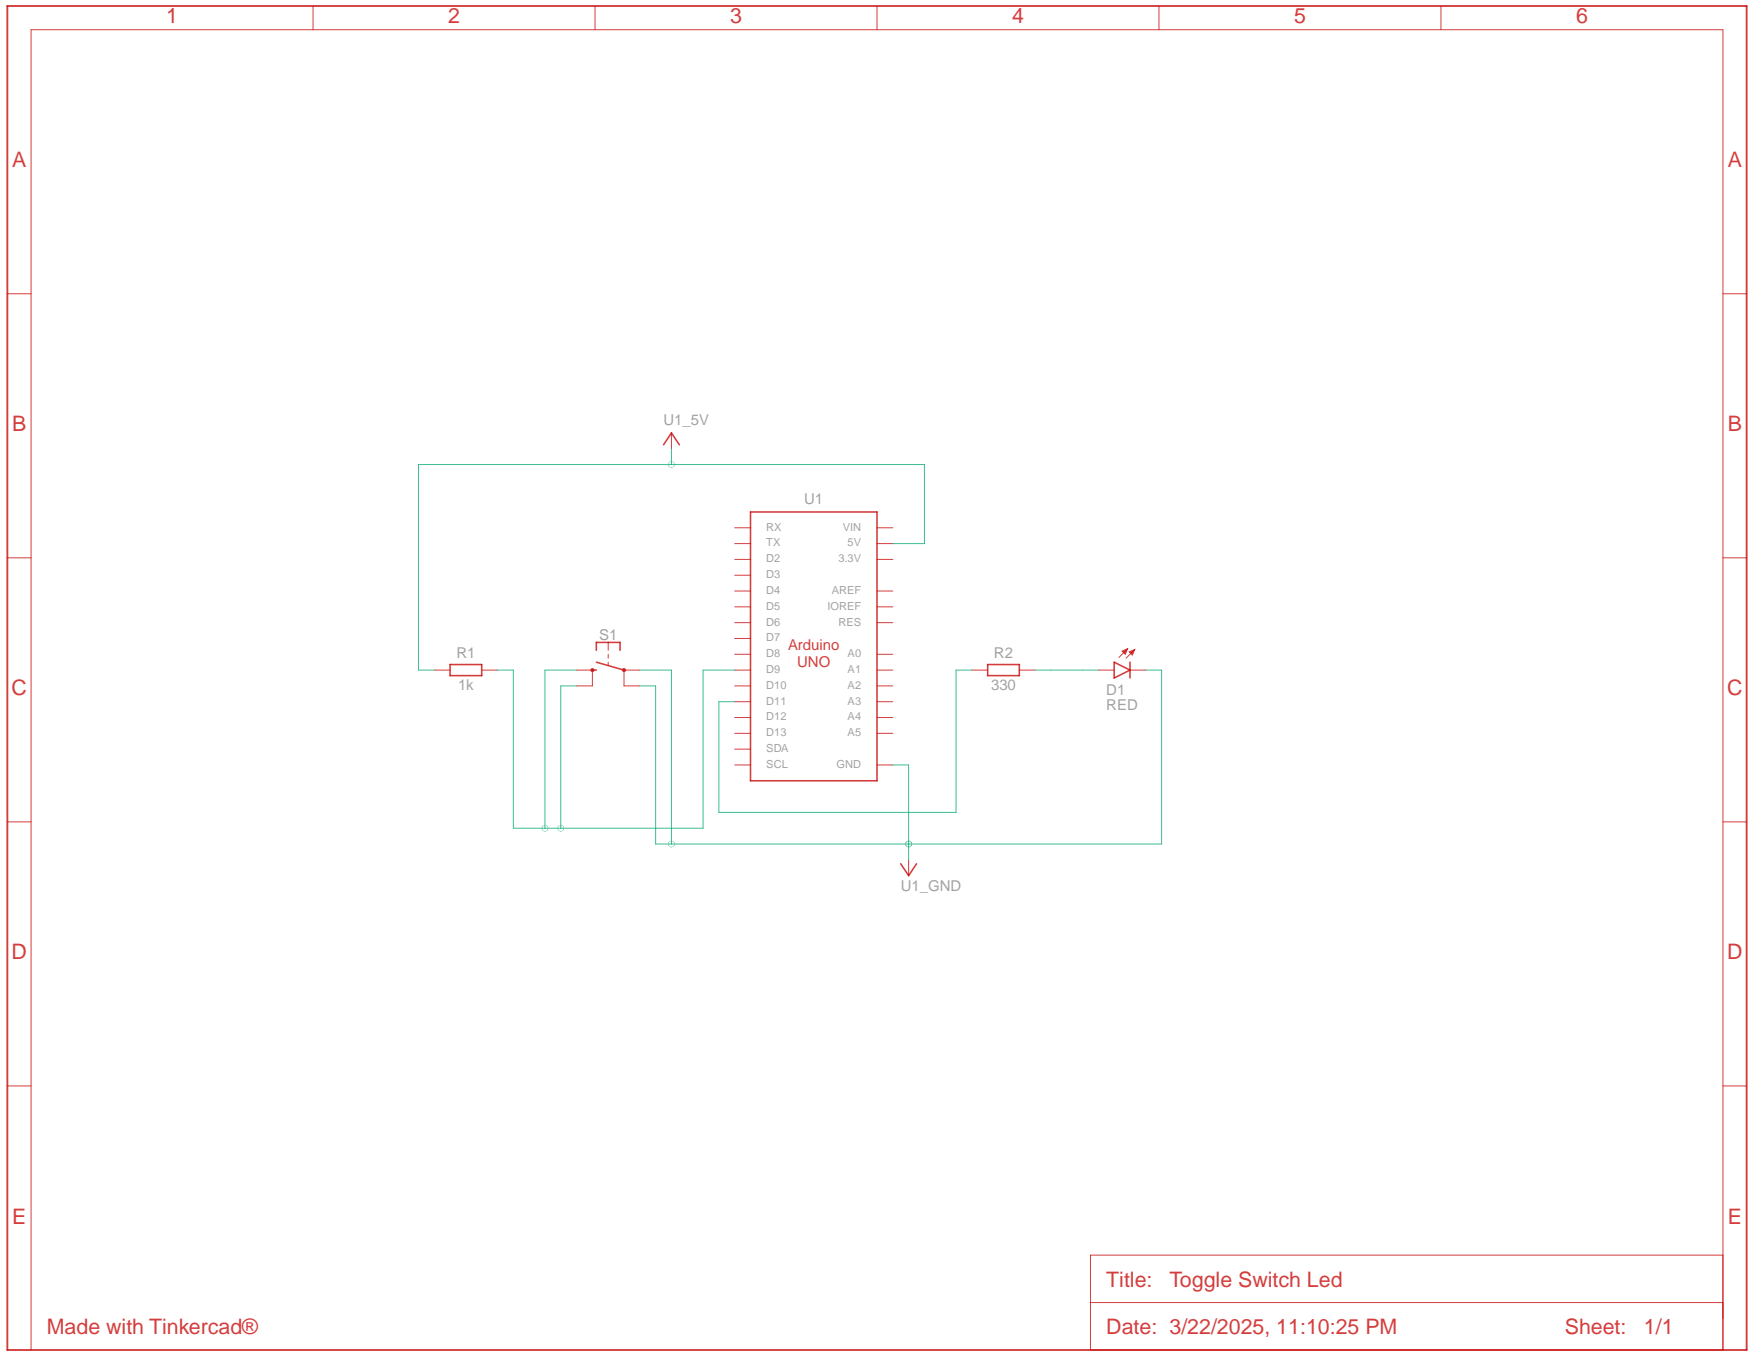 1 2 3 4 5 6
A A
B B
U1_5V
U1
RX VIN
TX 5V
D2 3.3V
D3
D4 AREF
D5 IOREF
D6 RES
D7
D8 A0
D9 A1
D10 A2
D11 A3
D12 A4
D13 A5
SDA
SCL GND
Arduino
UNO
S1
R1
1k
R2
330
D1
RED
C C
U1_GND
D D
E E
Title: Toggle Switch Led
Made with Tinkercad®
Date: 3/22/2025, 11:10:25 PM Sheet: 1/1